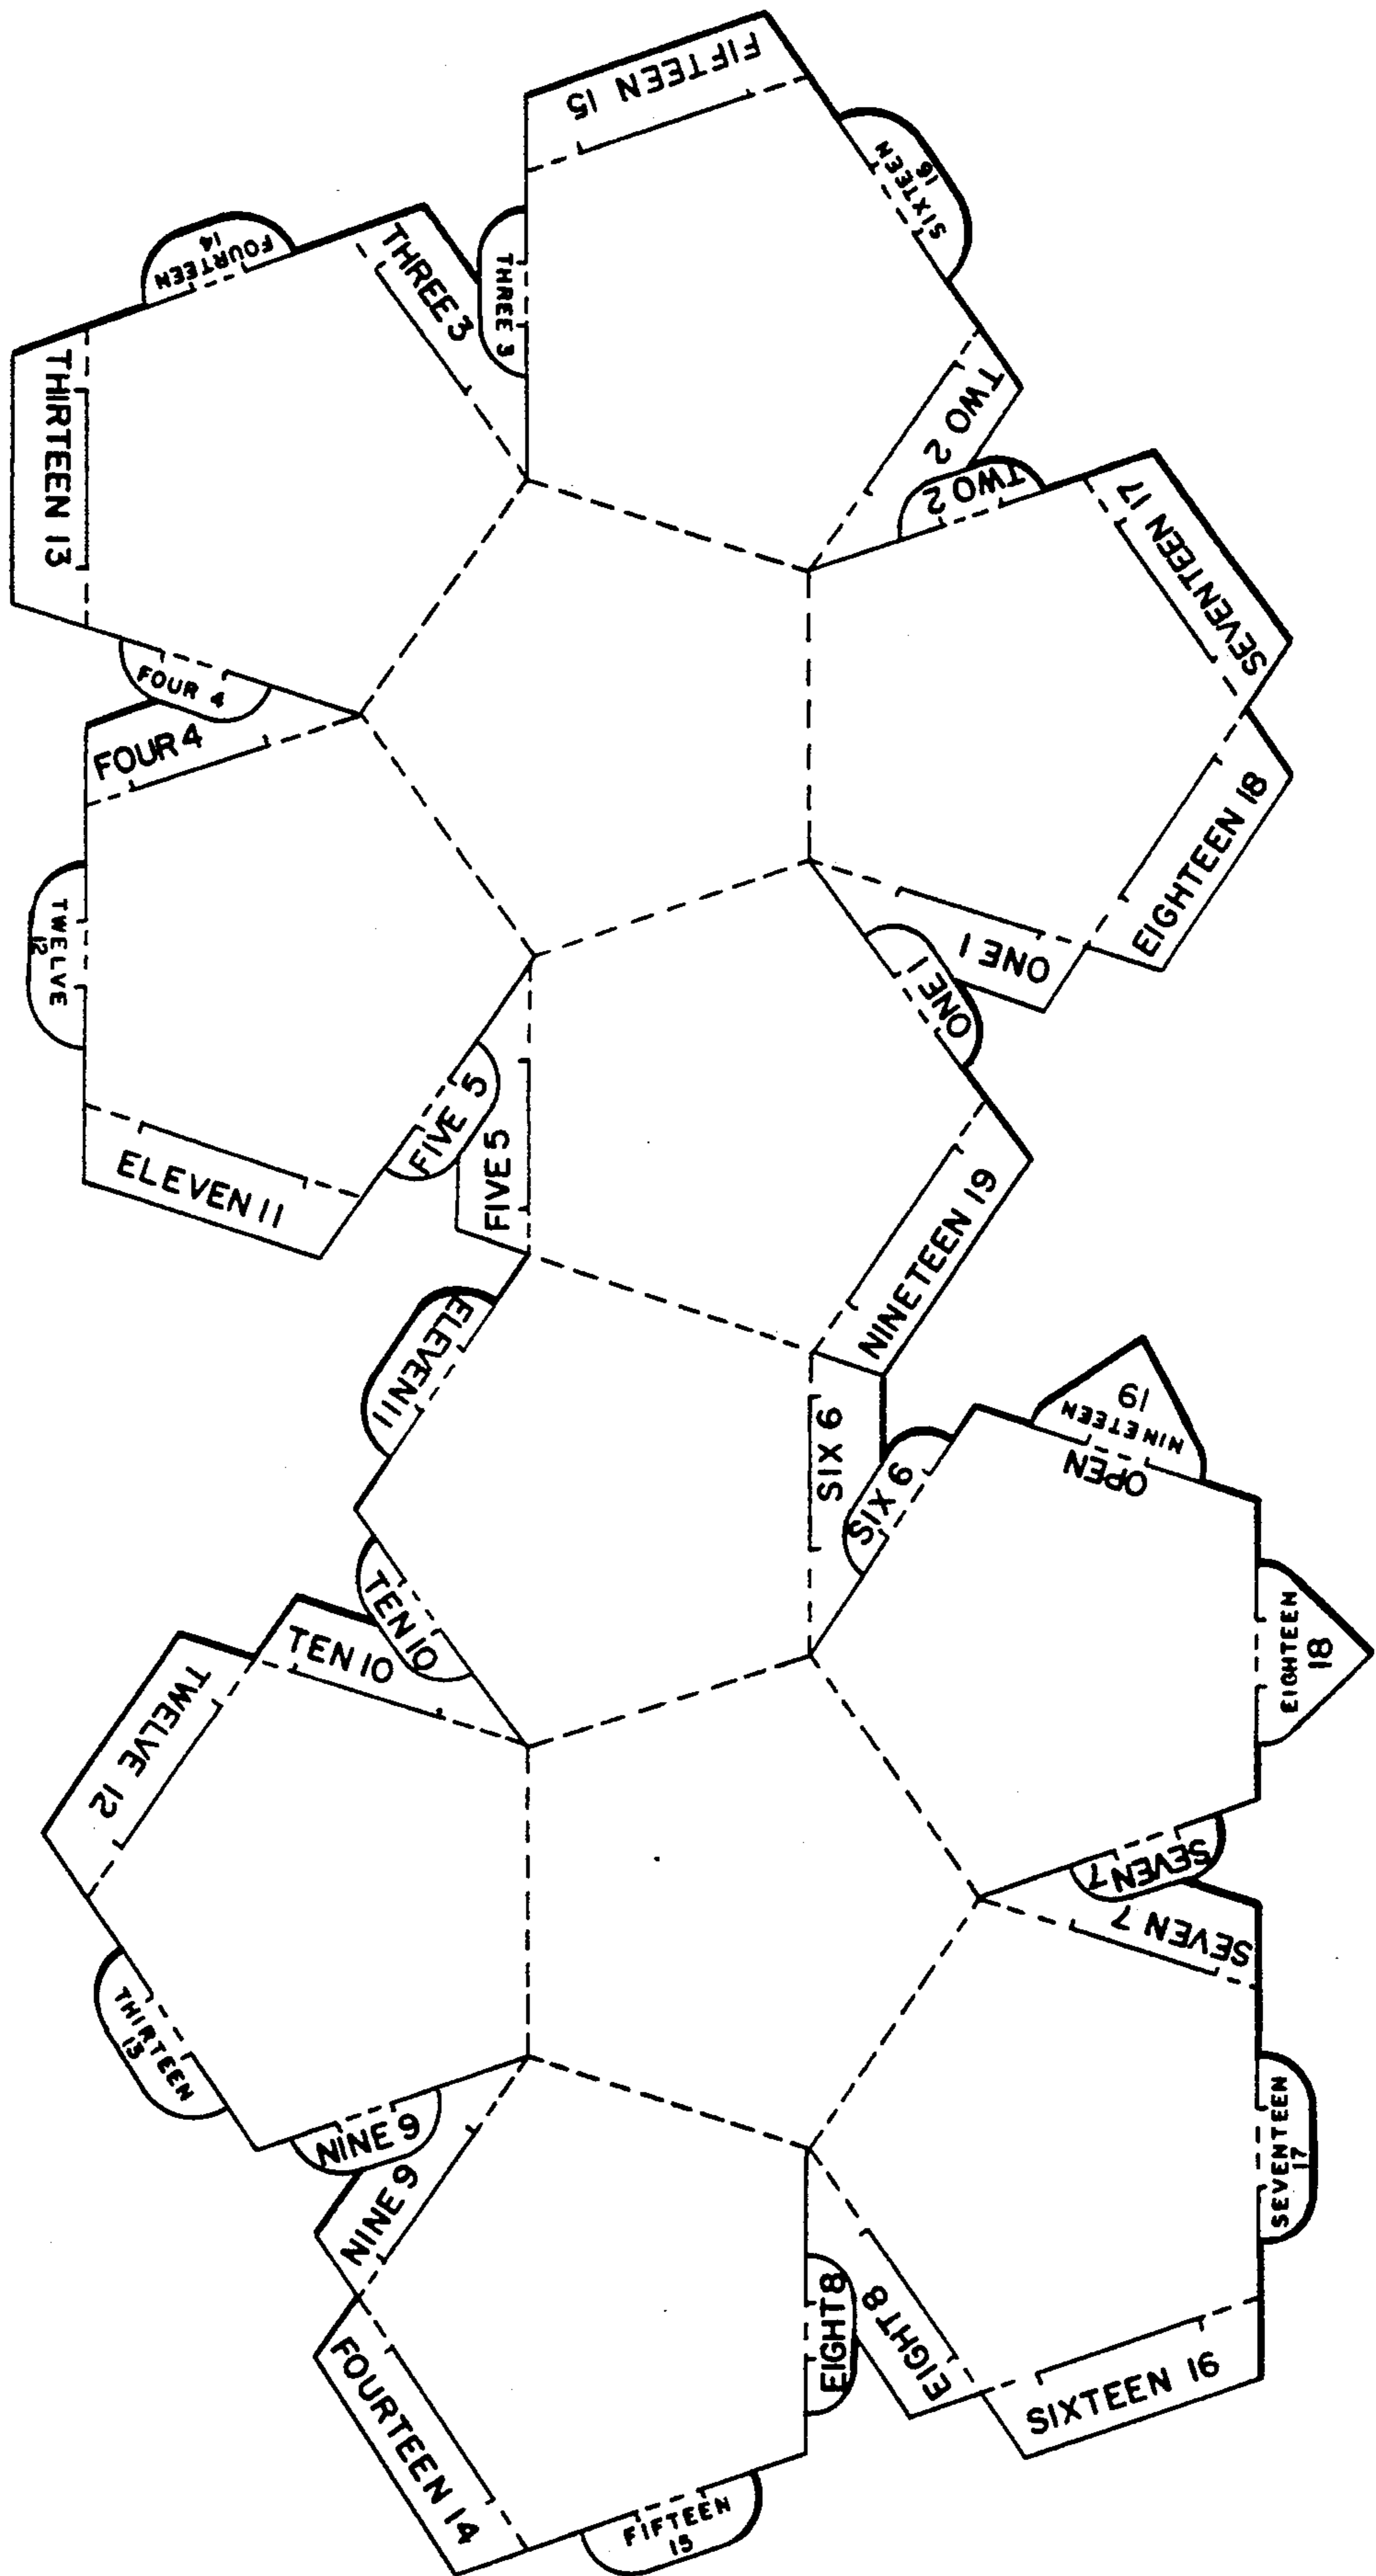 FIFTEEN 15
SIXTEEN
16
FOURTEEN
14
THREE 3
THREE 3
TWO 2
TWO 2
THIRTEEN 13
SEVENTEEN 17
FOUR 4
FOUR 4
EIGHTEEN 18
TWELVE
12
ONE 1
ONE 1
FIVE 5
FIVE 5
ELEVEN 11
NINETEEN 19
ELEVEN 11
SIX 6
SIX 6
NINETEEN
19
OPEN
TEN 10
TEN 10
EIGHTEEN
18
TWELVE 12
SEVEN 7
SEVEN 7
THIRTEEN
13
NINE 9
NINE 9
SEVENTEEN
17
EIGHT 8
EIGHT 8
FOURTEEN 14
SIXTEEN 16
FIFTEEN
15